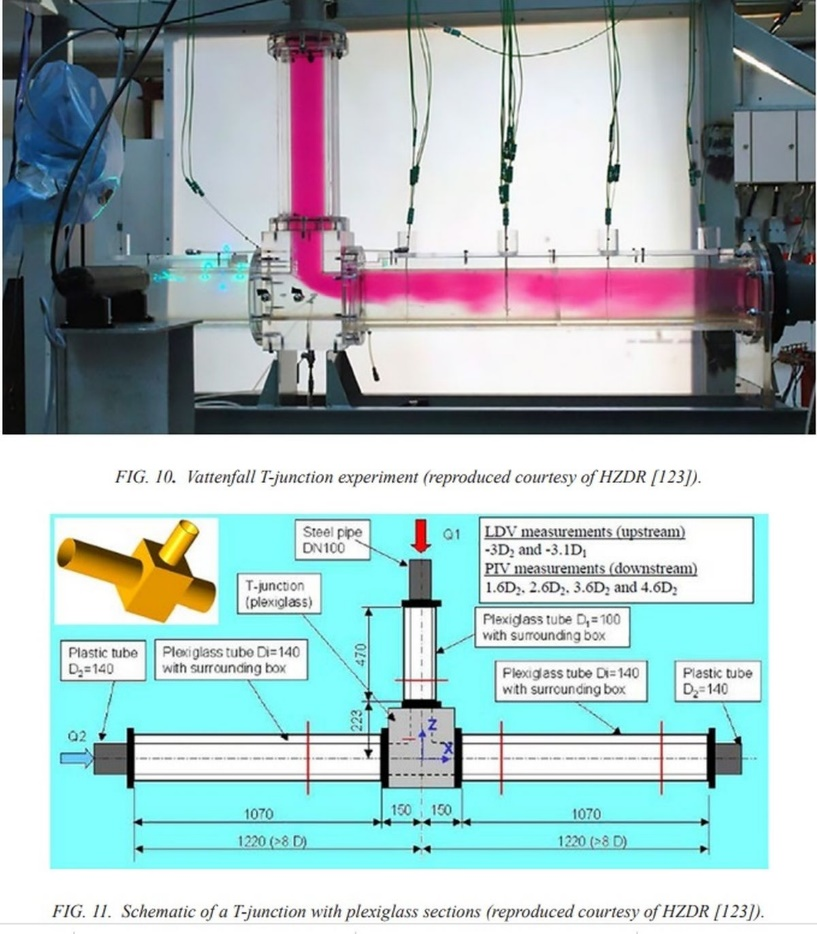 FIG. 10. Vattenfall T-junction experiment (reproduced courtesy of HZDR [123]).
Steel pipe
DN100
Q1
LDV measurements (upstream)
-3D₂ and -3.1D₁
PIV measurements (downstream)
1.6D₂, 2.6D₂, 3.6D₂ and 4.6D₂
T-junction
(plexiglass)
Plexiglass tube D₁=100
with surrounding box
470
Plastic tube
D₂=140
Plexiglass tube Di=140
with surrounding box
Plexiglass tube Di=140
with surrounding box
Plastic tube
D₂=140
223
Z
X
Q2
1070
150
150
1070
1220 (>8 D)
1220 (>8 D)
FIG. 11. Schematic of a T-junction with plexiglass sections (reproduced courtesy of HZDR [123]).